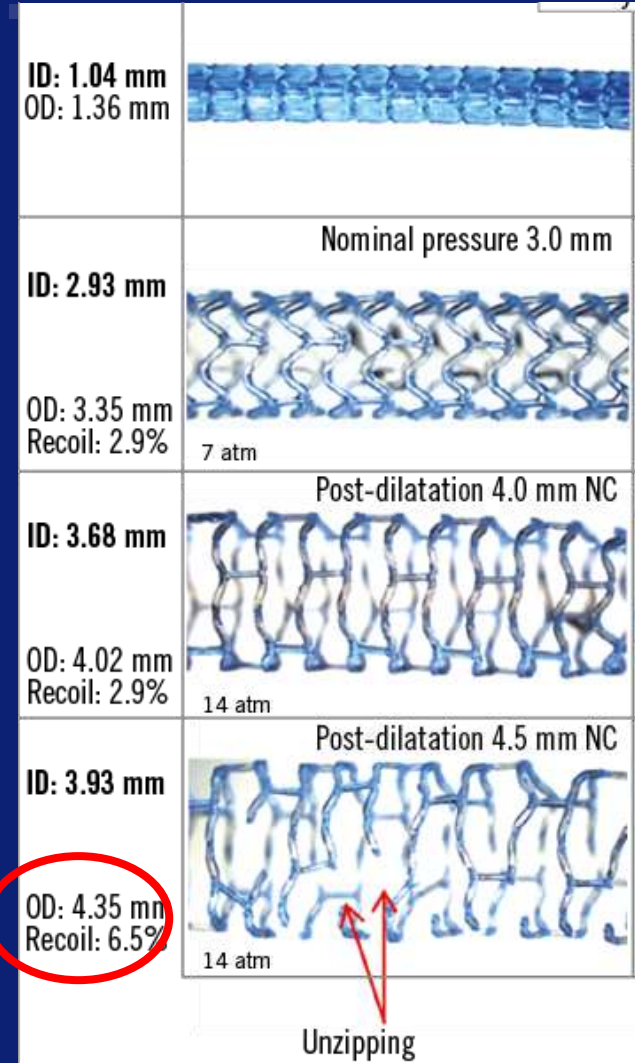 ID: 1.04 mm
OD: 1.36 mm
Nominal pressure 3.0 mm
ID: 2.93 mm
OD: 3.35 mm
Recoil: 2.9%
7 atm
Post-dilatation 4.0 mm NC
ID: 3.68 mm
OD: 4.02 mm
Recoil: 2.9%
14 atm
Post-dilatation 4.5 mm NC
ID: 3.93 mm
OD: 4.35 mm
Recoil: 6.5%
14 atm
Unzipping